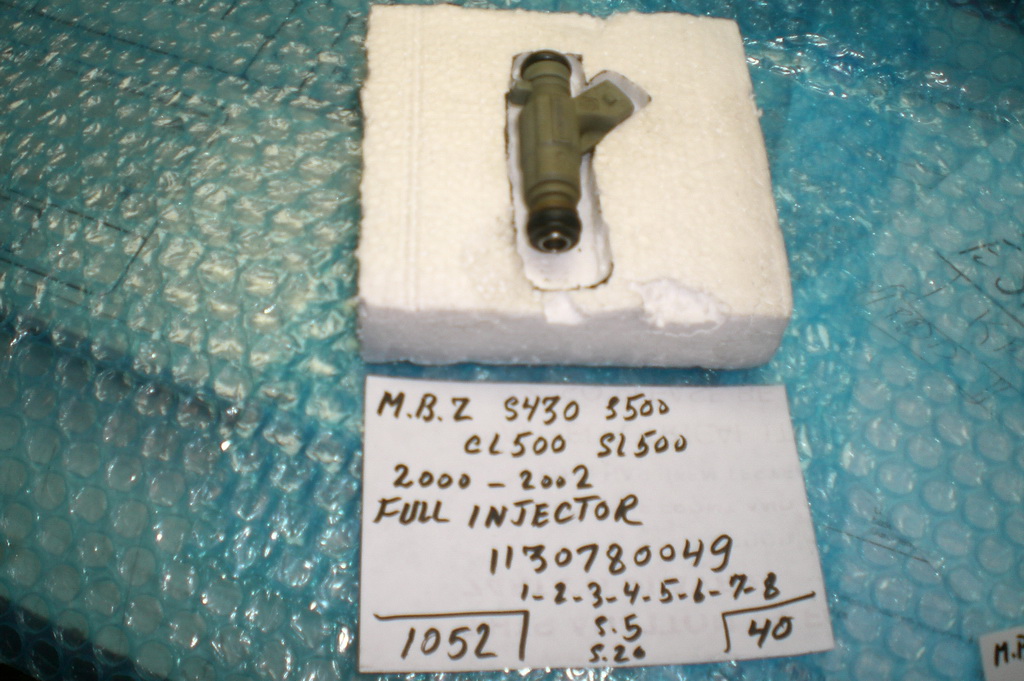 M.B.Z S430 S500
CL500 SL500
2000 - 2002
FULL INJECTOR
1130780049
1-2-3-4-5-6-7-8
1052
S.5
S.20
40